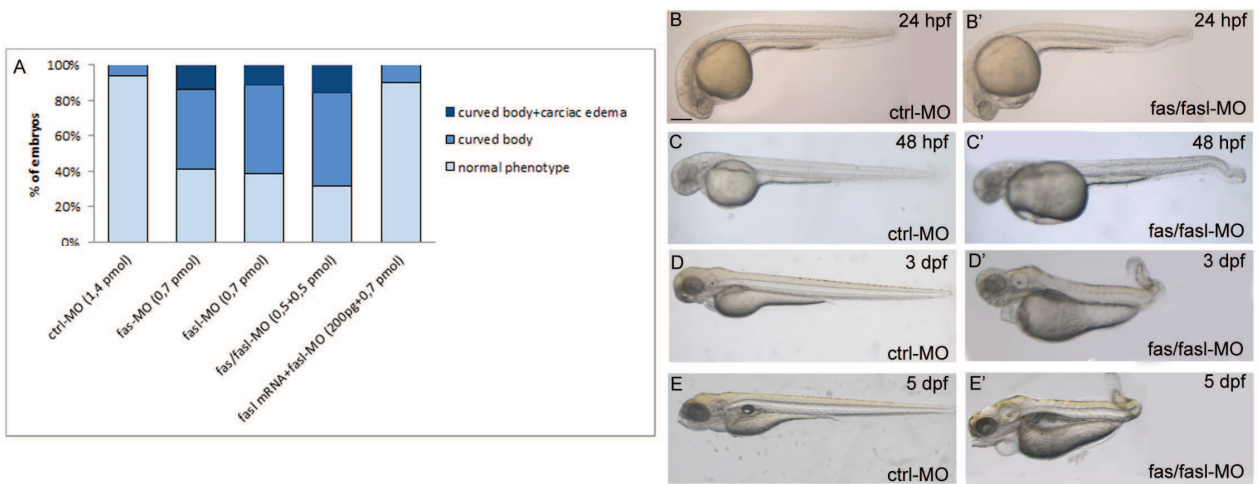 A
100%
80%
60%
40%
20%
0%
% of embryos
ctrl-MO (1,4 pmol)
fas-MO (0,7 pmol)
fasl-MO (0,7 pmol)
fas/fasl-MO (0,5+0,5 pmol)
fasl mRNA+fasl-MO (200pg+0,7 pmol)
curved body+carciac edema
curved body
normal phenotype
B 24 hpf
ctrl-MO
B' 24 hpf
fas/fasl-MO
C 48 hpf
ctrl-MO
C' 48 hpf
fas/fasl-MO
D 3 dpf
ctrl-MO
D' 3 dpf
fas/fasl-MO
E 5 dpf
ctrl-MO
E' 5 dpf
fas/fasl-MO